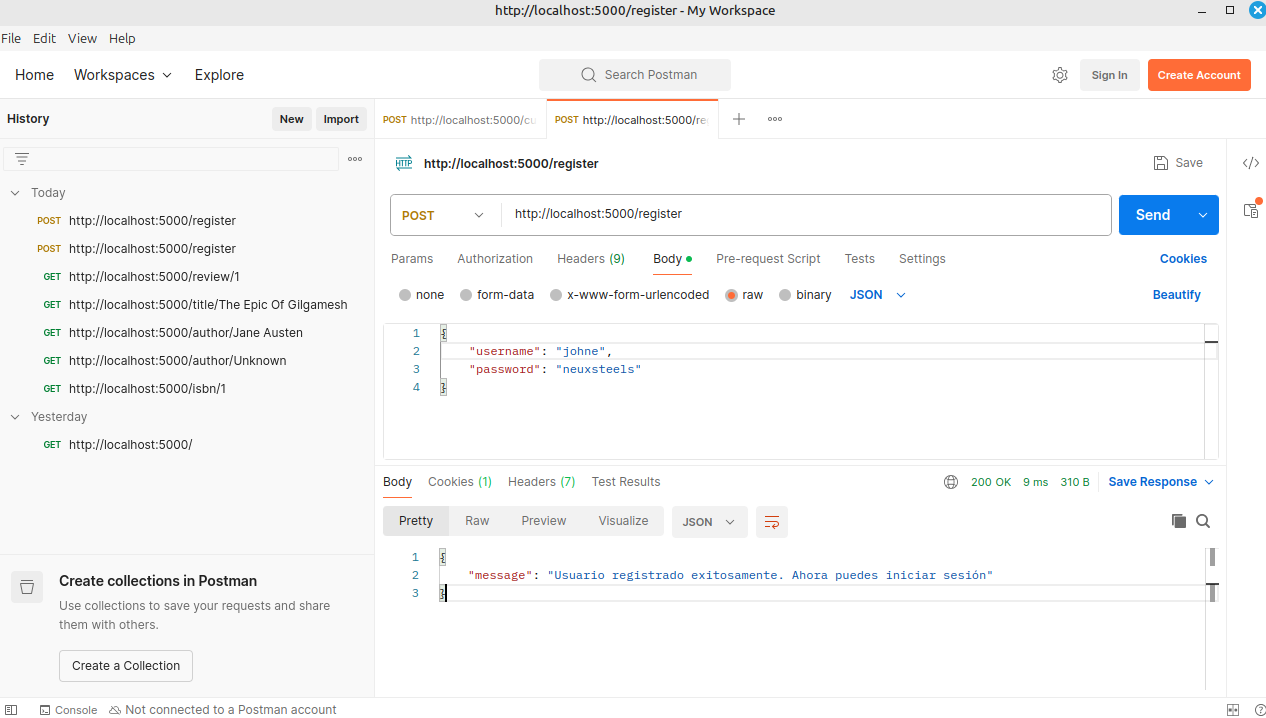 http://localhost:5000/register - My Workspace
File Edit View Help
Home Workspaces Explore Search Postman Sign In Create Account
History New Import
POST http://localhost:5000/cu
POST http://localhost:5000/re
Today
POST http://localhost:5000/register
POST http://localhost:5000/register
GET http://localhost:5000/review/1
GET http://localhost:5000/title/The Epic Of Gilgamesh
GET http://localhost:5000/author/Jane Austen
GET http://localhost:5000/author/Unknown
GET http://localhost:5000/isbn/1
Yesterday
GET http://localhost:5000/
Create collections in Postman
Use collections to save your requests and share
them with others.
Create a Collection
HTTP http://localhost:5000/register Save
POST http://localhost:5000/register Send
Params Authorization Headers (9) Body Pre-request Script Tests Settings Cookies
none form-data x-www-form-urlencoded raw binary JSON Beautify
1 {
2 "username": "johne",
3 "password": "neuxsteels"
4 }
Body Cookies (1) Headers (7) Test Results 200 OK 9 ms 310 B Save Response
Pretty Raw Preview Visualize JSON
1 {
2 "message": "Usuario registrado exitosamente. Ahora puedes iniciar sesión"
3 }
Console Not connected to a Postman account